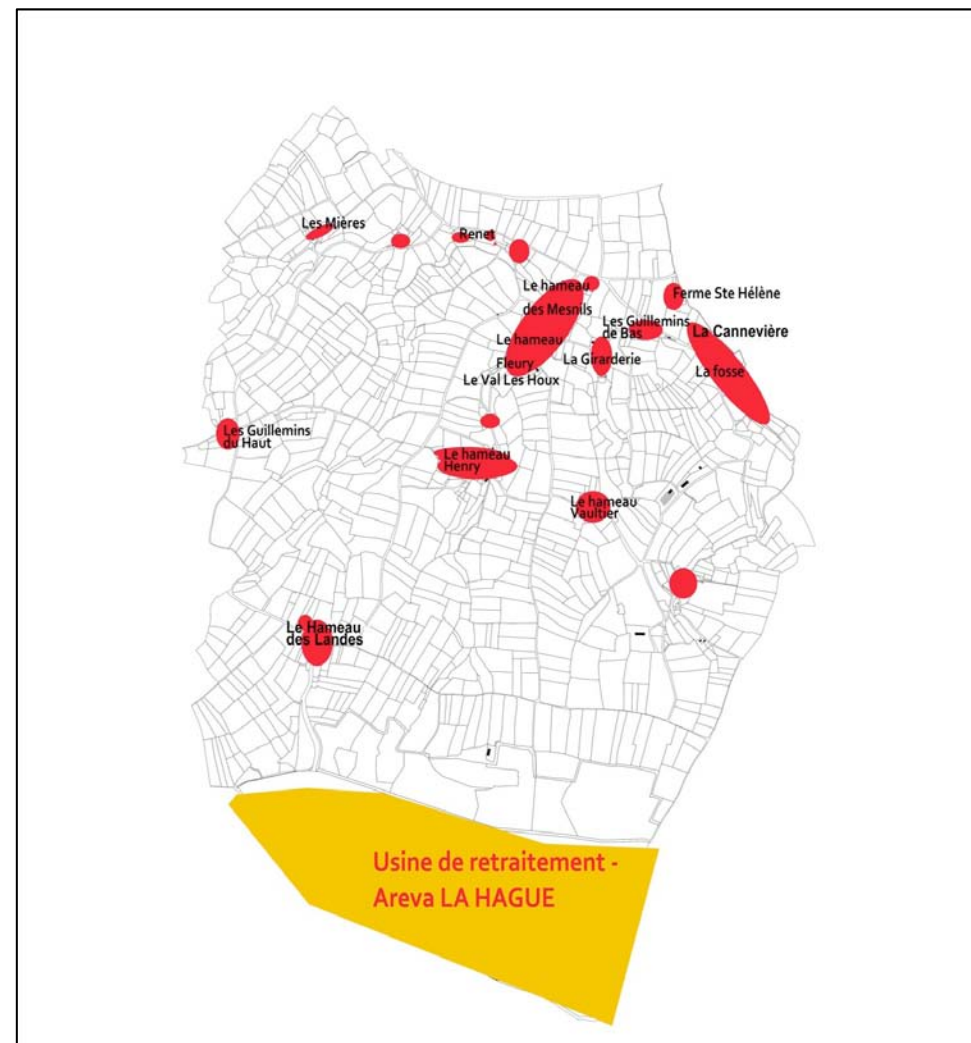 Les Mières
Renet
Le hameau
des Mesnils
Ferme Ste Hélène
Les Guillemins
de Bas
La Cannevière
Le hameau
Fleury
La Girarderie
La fosse
Le Val Les Houx
Les Guillemins
du Haut
Le haméau
Henry
Le hameau
Vaultier
Le Hameau
des Landes
Usine de retraitement -
Areva LA HAGUE